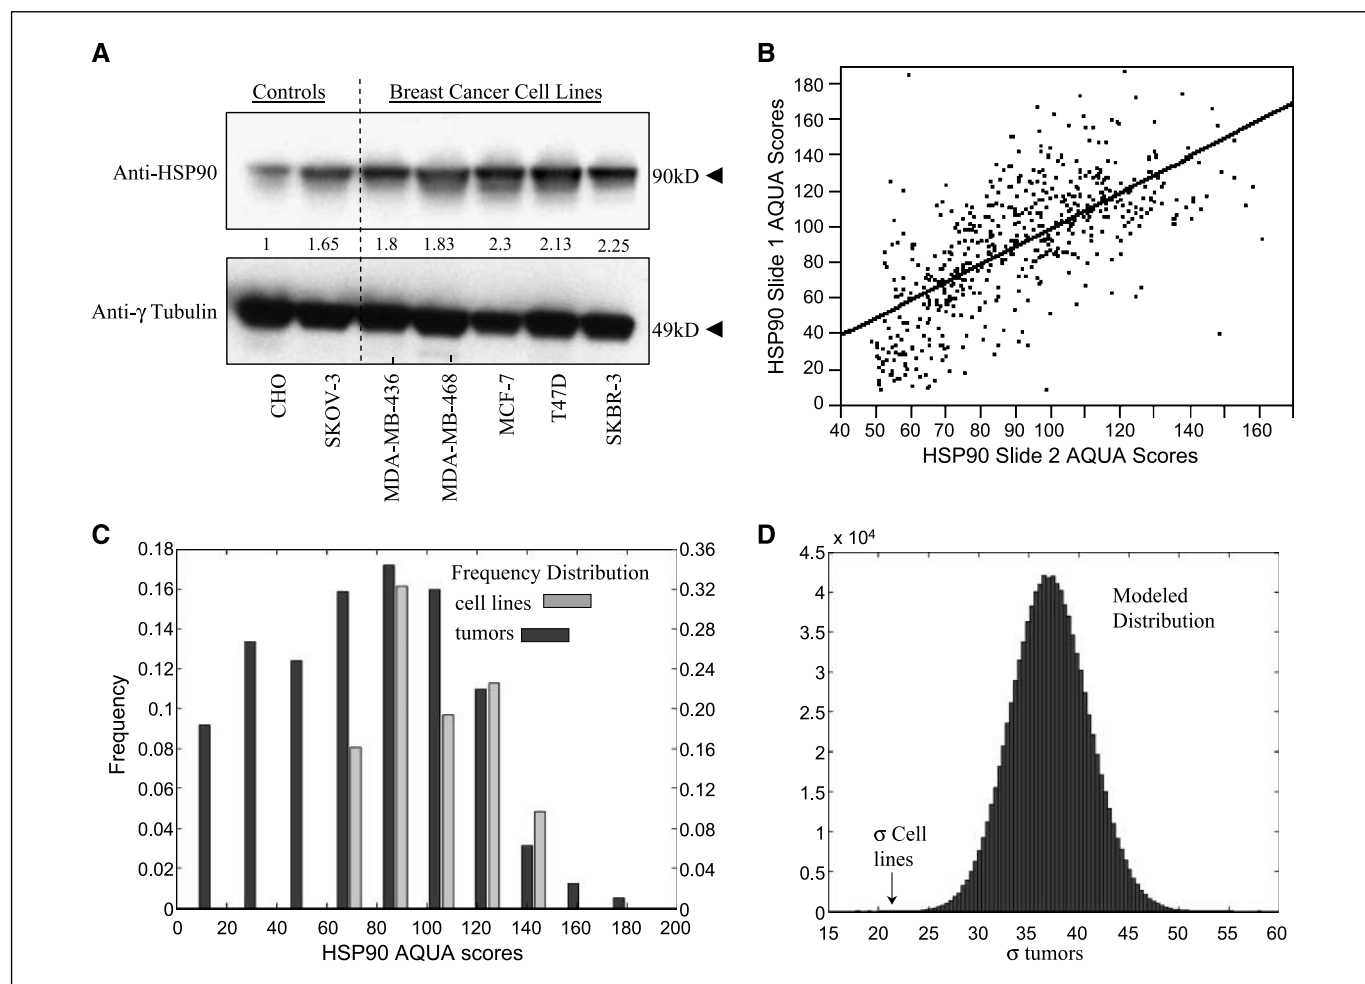 A
Controls
Breast Cancer Cell Lines
Anti-HSP90
90kD
1 1.65 1.8 1.83 2.3 2.13 2.25
Anti-γ Tubulin
49kD
CHO
SKOV-3
MDA-MB-436
MDA-MB-468
MCF-7
T47D
SKBR-3
B
HSP90 Slide 1 AQUA Scores
180
160
140
120
100
80
60
40
20
0
40 50 60 70 80 100 120 140 160
HSP90 Slide 2 AQUA Scores
C
Frequency
0.18
0.16
0.14
0.12
0.1
0.08
0.06
0.04
0.02
0
0.36
0.32
0.28
0.24
0.20
0.16
0.12
0.04
0
Frequency Distribution
cell lines
tumors
0 20 40 60 80 100 120 140 160 180 200
HSP90 AQUA scores
D
4.5 x 10⁴
4
4.5
3
2.5
2
1.5
1
0.5
0
Modeled
Distribution
σ Cell
lines
15 20 25 30 35 40 45 50 55 60
σ tumors